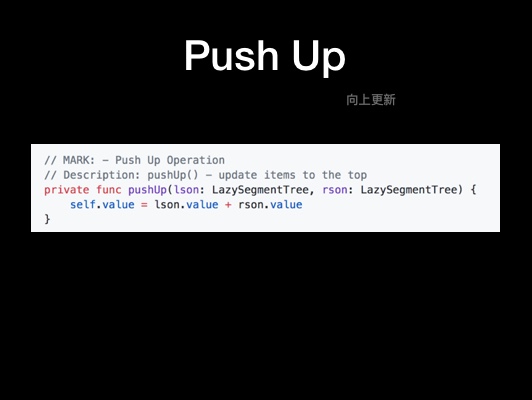 Push Up
向上更新
// MARK: - Push Up Operation
// Description: pushUp() - update items to the top
private func pushUp(lson: LazySegmentTree, rson: LazySegmentTree) {
    self.value = lson.value + rson.value
}